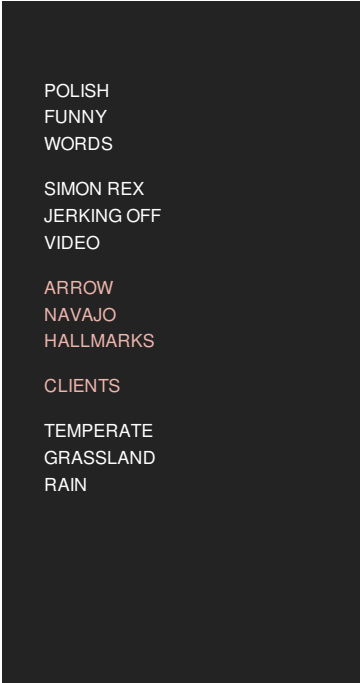 POLISH
FUNNY
WORDS
SIMON REX
JERKING OFF
VIDEO
ARROW
NAVAJO
HALLMARKS
CLIENTS
TEMPERATE
GRASSLAND
RAIN